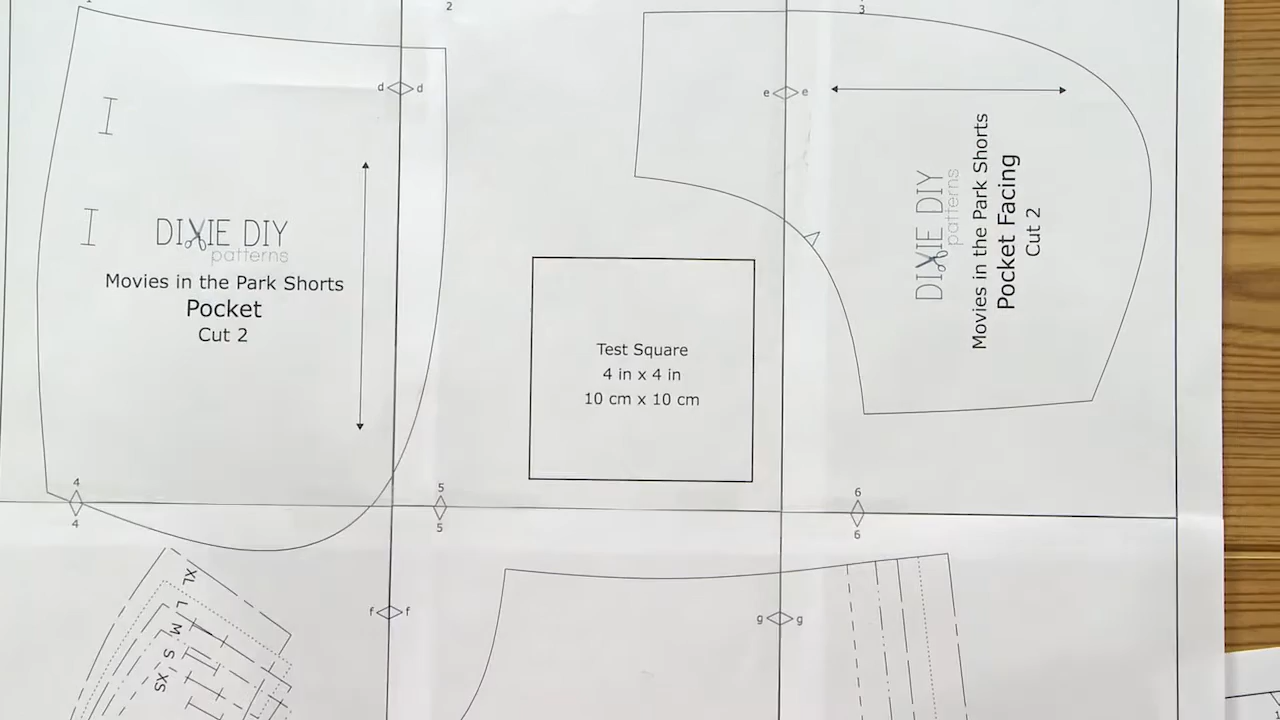 2
3
d d
e e
DIXIE DIY
patterns
Movies in the Park Shorts
Pocket
Cut 2
DIXIE DIY
patterns
Movies in the Park Shorts
Pocket Facing
Cut 2
Test Square
4 in x 4 in
10 cm x 10 cm
4
4
5
5
6
6
f f
g g
XL
L
M
S
XS